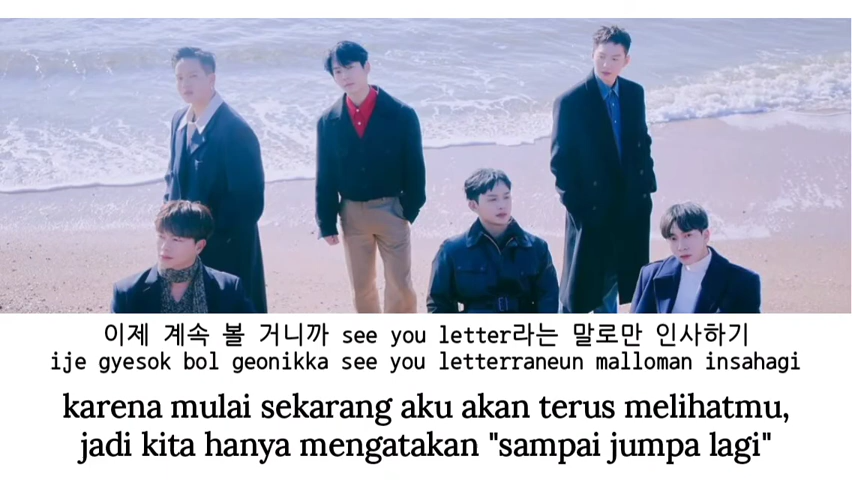 이제 계속 볼 거니까 see you letter라는 말로만 인사하기
ije gyesok bol geonikka see you letterraneun malloman insahagi
karena mulai sekarang aku akan terus melihatmu,
jadi kita hanya mengatakan "sampai jumpa lagi"